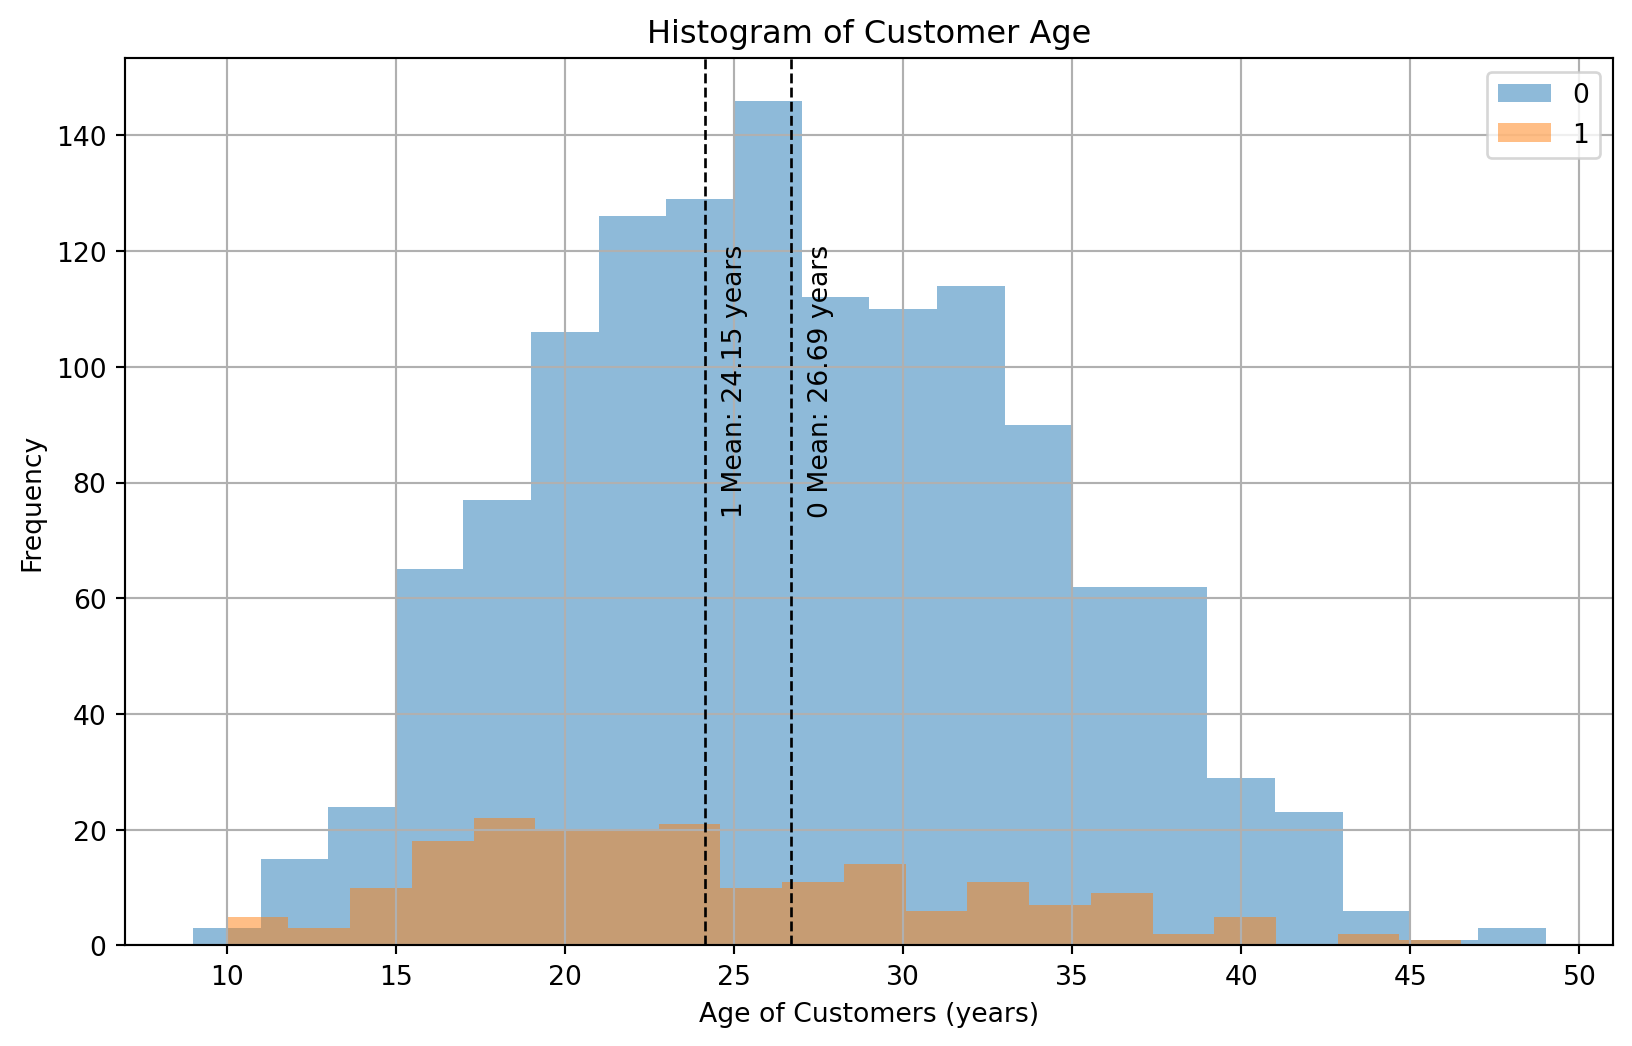 Histogram of Customer Age
0
1
140
120
100
80
60
40
20
0
Frequency
1 Mean: 24.15 years
0 Mean: 26.69 years
10 15 20 25 30 35 40 45 50
Age of Customers (years)